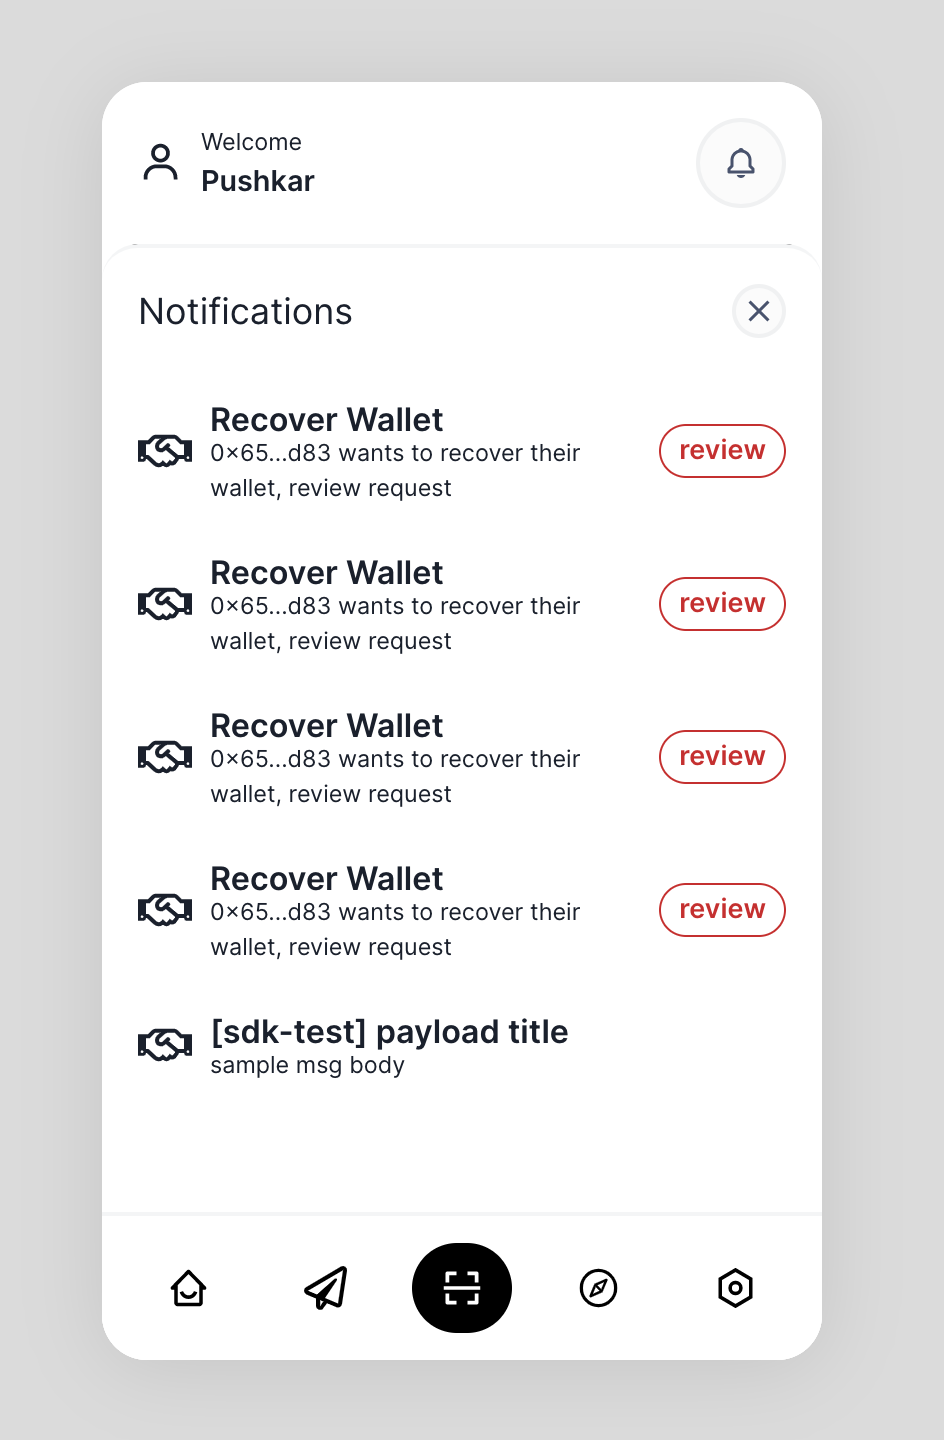 Welcome
Pushkar
Notifications
Recover Wallet
0×65...d83 wants to recover their
wallet, review request
review
Recover Wallet
0×65...d83 wants to recover their
wallet, review request
review
Recover Wallet
0×65...d83 wants to recover their
wallet, review request
review
Recover Wallet
0×65...d83 wants to recover their
wallet, review request
review
[sdk-test] payload title
sample msg body